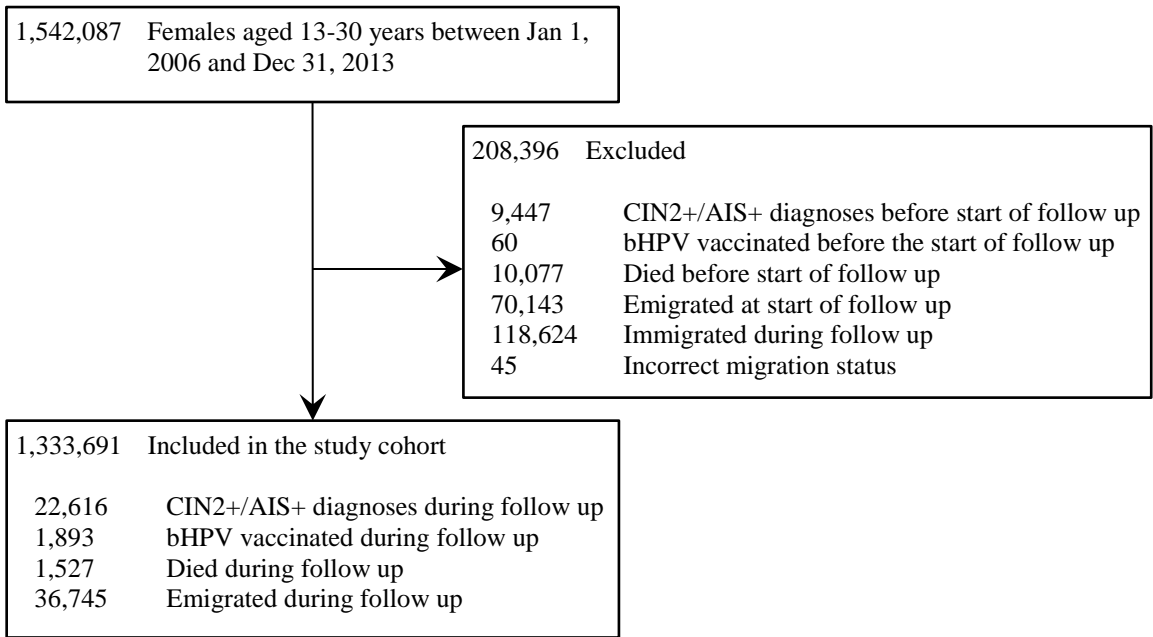 1,542,087 Females aged 13-30 years between Jan 1,
2006 and Dec 31, 2013
208,396 Excluded
9,447 CIN2+/AIS+ diagnoses before start of follow up
60 bHPV vaccinated before the start of follow up
10,077 Died before start of follow up
70,143 Emigrated at start of follow up
118,624 Immigrated during follow up
45 Incorrect migration status
1,333,691 Included in the study cohort
22,616 CIN2+/AIS+ diagnoses during follow up
1,893 bHPV vaccinated during follow up
1,527 Died during follow up
36,745 Emigrated during follow up